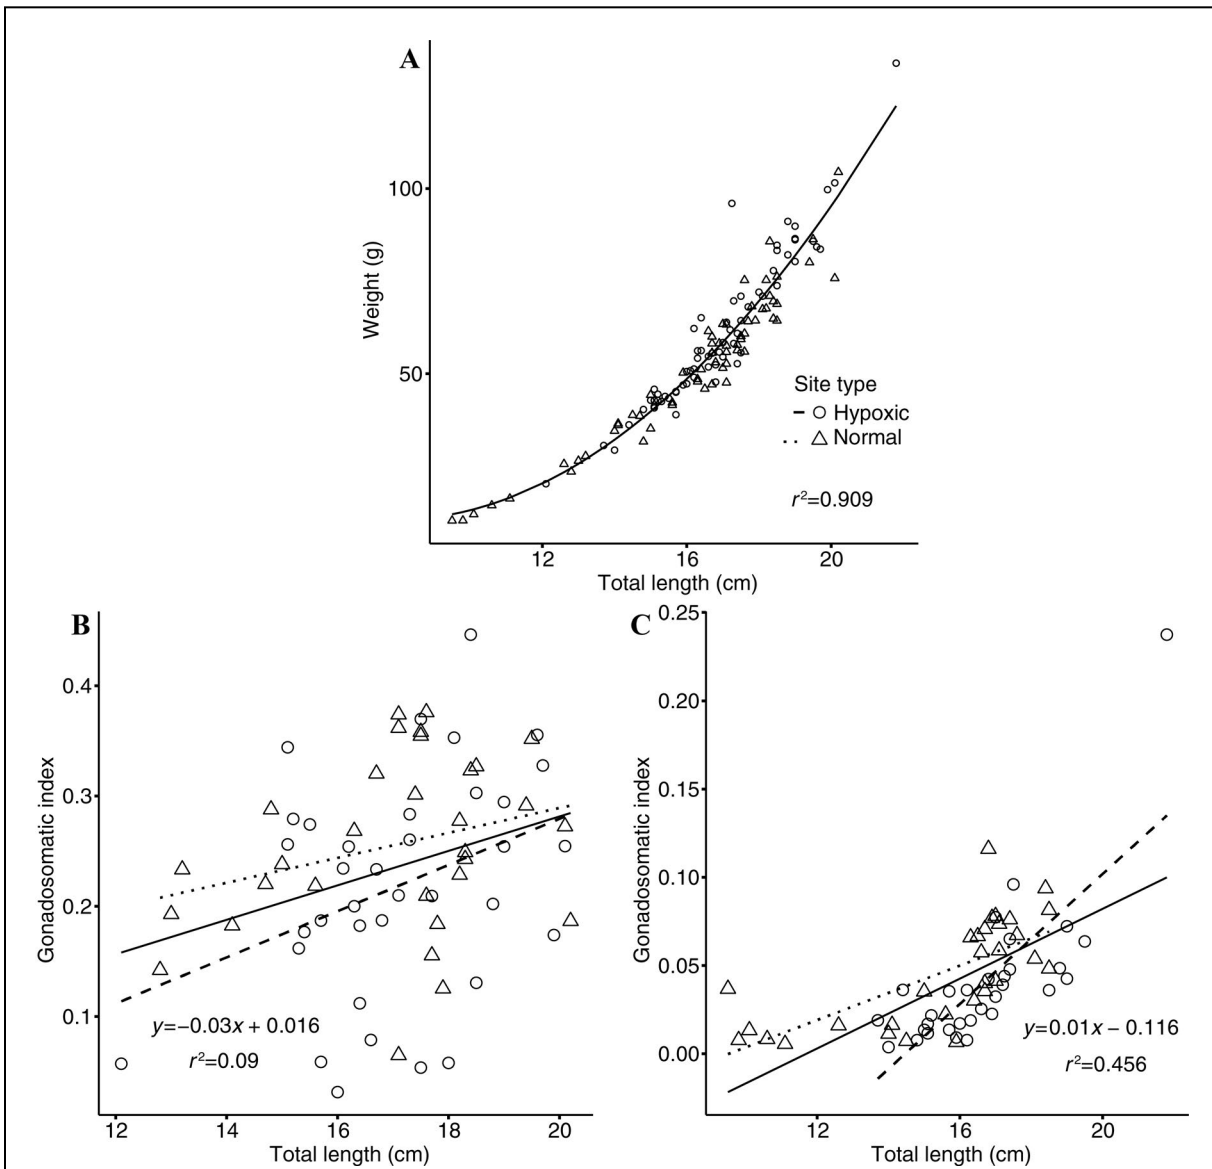 A
100
50
Weight (g)
Site type
Hypoxic
Normal
r²=0.909
12
16
20
Total length (cm)
B
0.4
0.3
0.2
0.1
Gonadosomatic index
y=−0.03x + 0.016
r²=0.09
12
14
16
18
20
Total length (cm)
C
0.25
0.20
0.15
0.10
0.05
0.00
Gonadosomatic index
y=0.01x − 0.116
r²=0.456
12
16
20
Total length (cm)